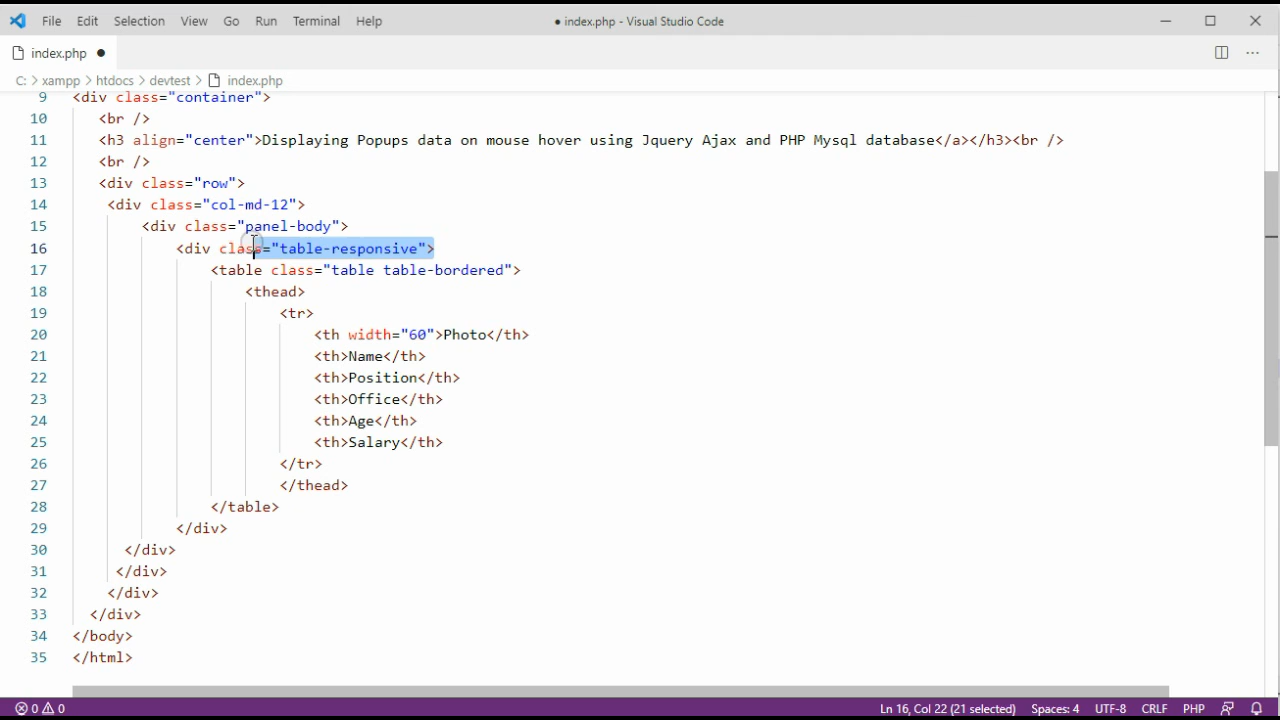 File Edit Selection View Go Run Terminal Help ● index.php - Visual Studio Code
index.php ●
C: > xampp > htdocs > devtest > index.php
9 <div class="container">
10 <br />
11 <h3 align="center">Displaying Popups data on mouse hover using Jquery Ajax and PHP Mysql database</a></h3><br />
12 <br />
13 <div class="row">
14 <div class="col-md-12">
15 <div class="panel-body">
16 <div class="table-responsive">
17 <table class="table table-bordered">
18 <thead>
19 <tr>
20 <th width="60">Photo</th>
21 <th>Name</th>
22 <th>Position</th>
23 <th>Office</th>
24 <th>Age</th>
25 <th>Salary</th>
26 </tr>
27 </thead>
28 </table>
29 </div>
30 </div>
31 </div>
32 </div>
33 </div>
34 </body>
35 </html>
0 0 Ln 16, Col 22 (21 selected) Spaces: 4 UTF-8 CRLF PHP